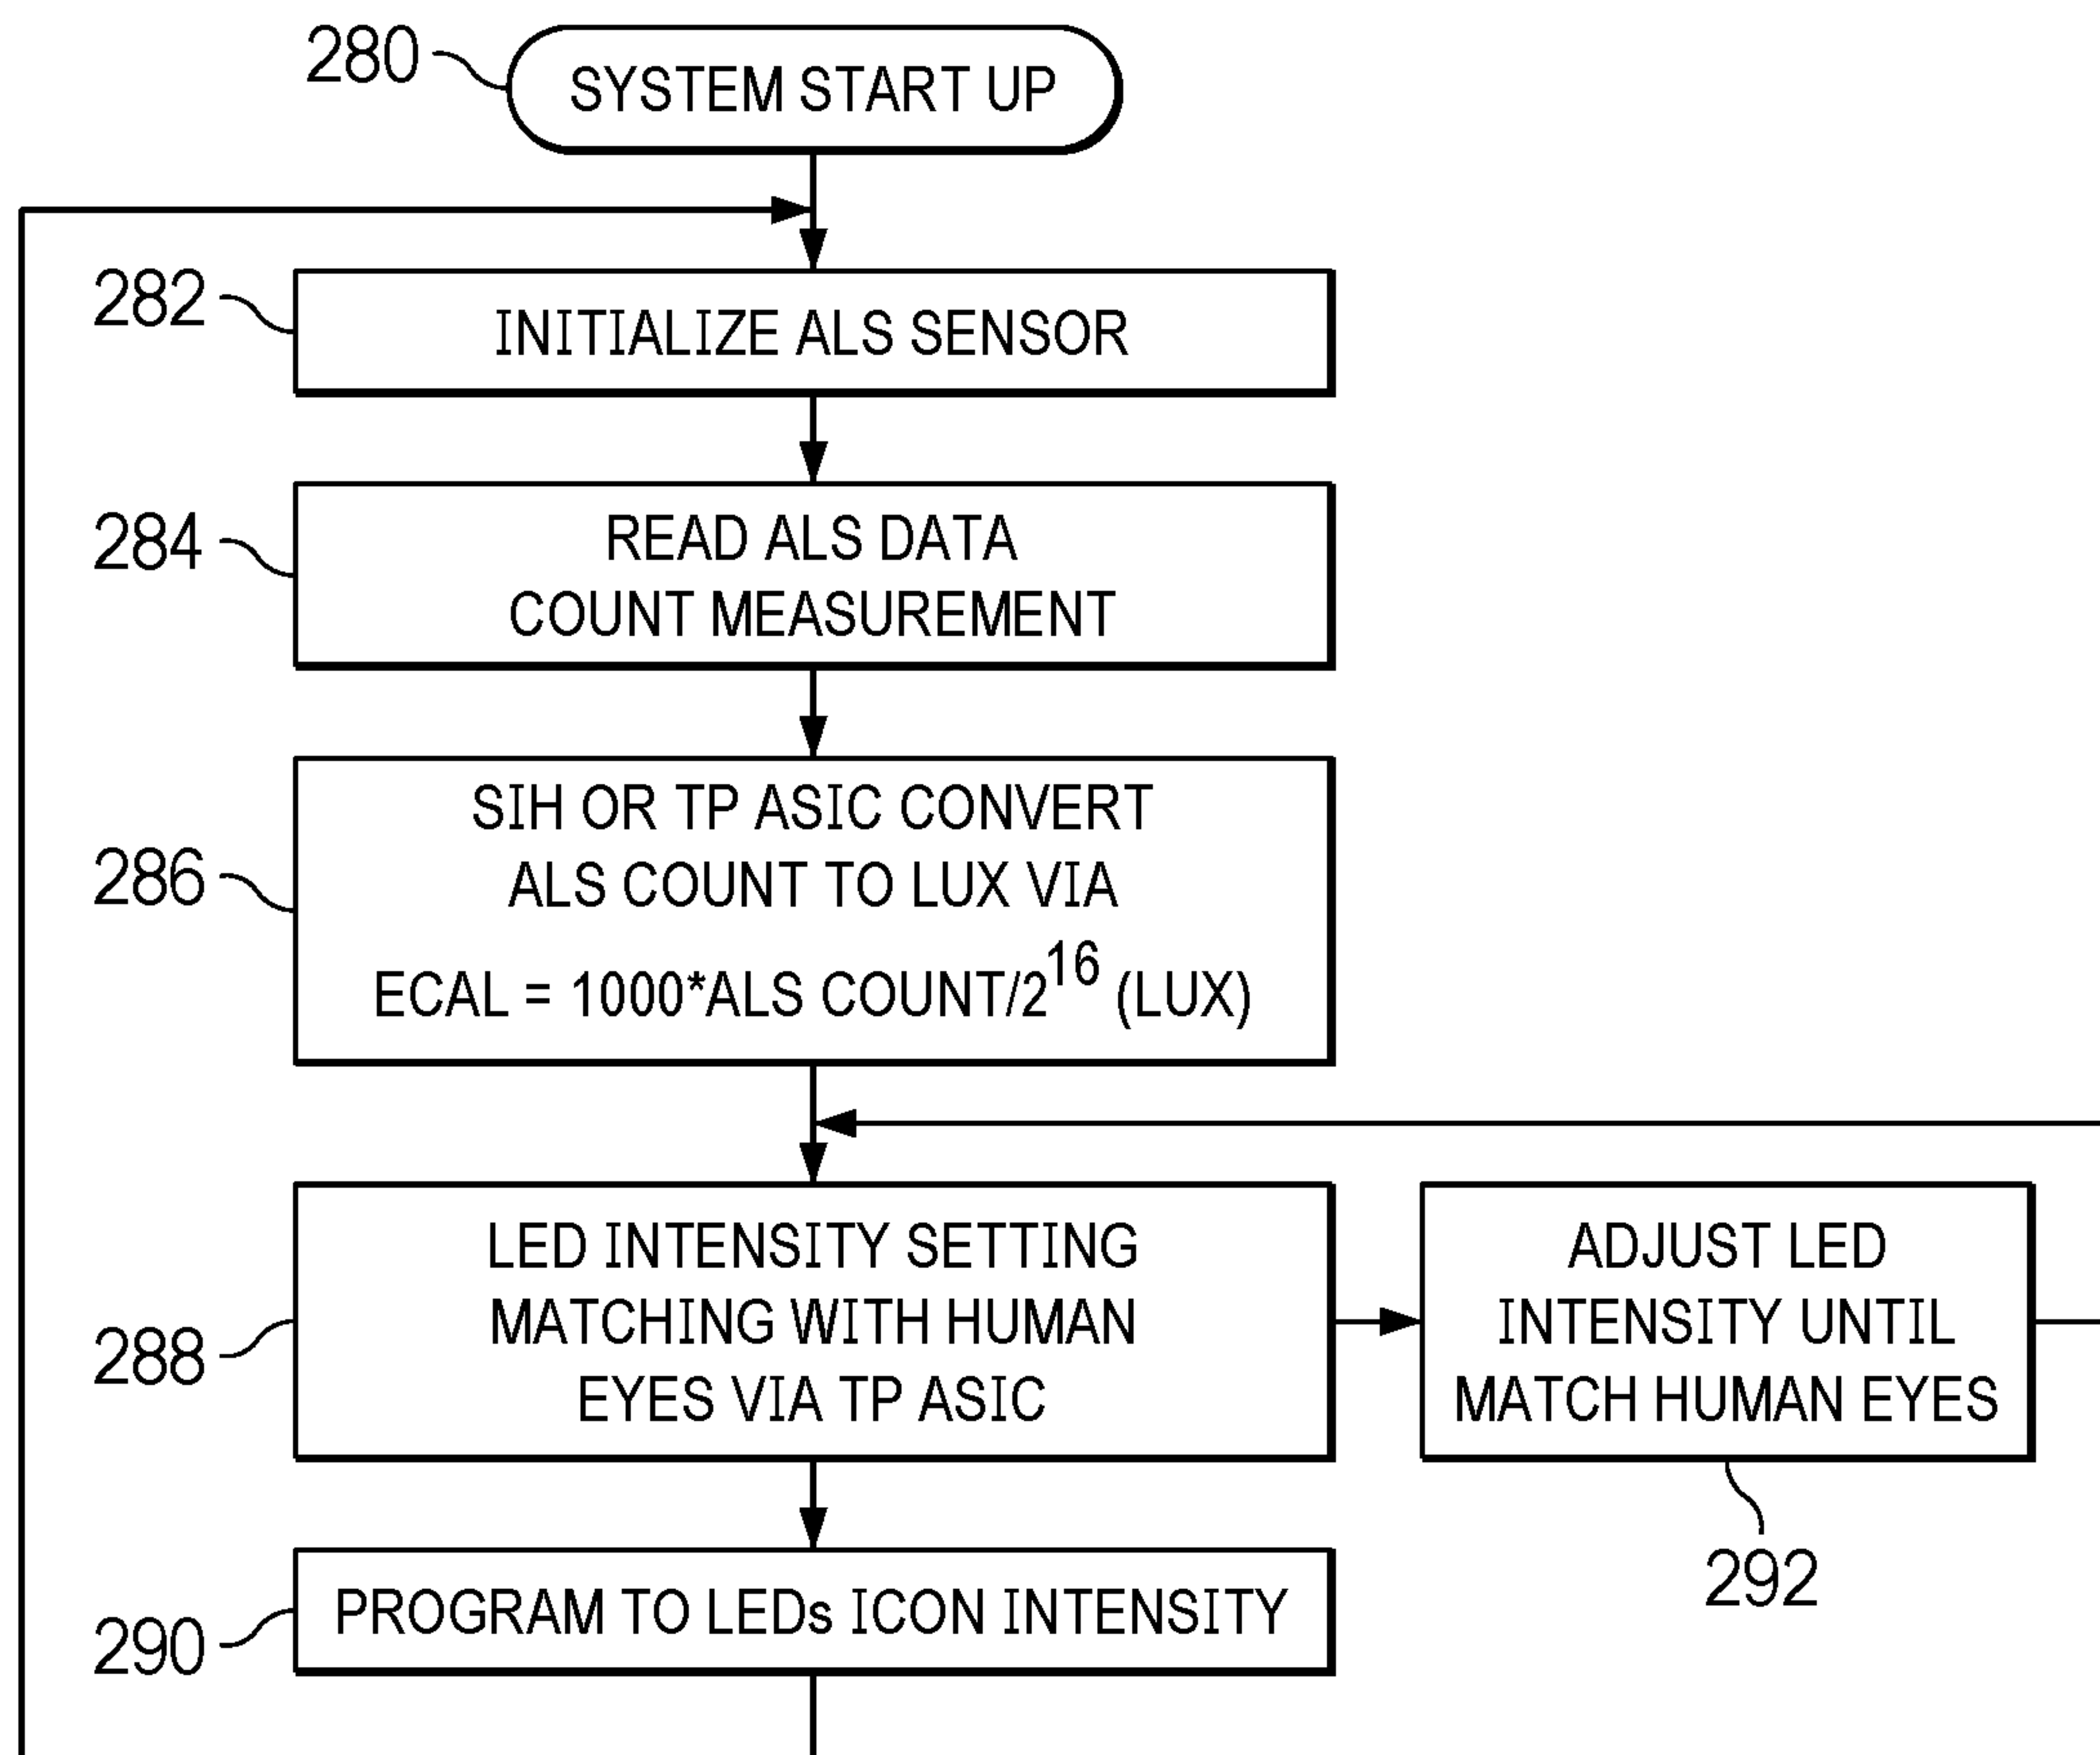 280
SYSTEM START UP
282
INITIALIZE ALS SENSOR
284
READ ALS DATA
COUNT MEASUREMENT
286
SIH OR TP ASIC CONVERT
ALS COUNT TO LUX VIA
ECAL = 1000*ALS COUNT/2^16 (LUX)
288
LED INTENSITY SETTING
MATCHING WITH HUMAN
EYES VIA TP ASIC
ADJUST LED
INTENSITY UNTIL
MATCH HUMAN EYES
292
290
PROGRAM TO LEDs ICON INTENSITY